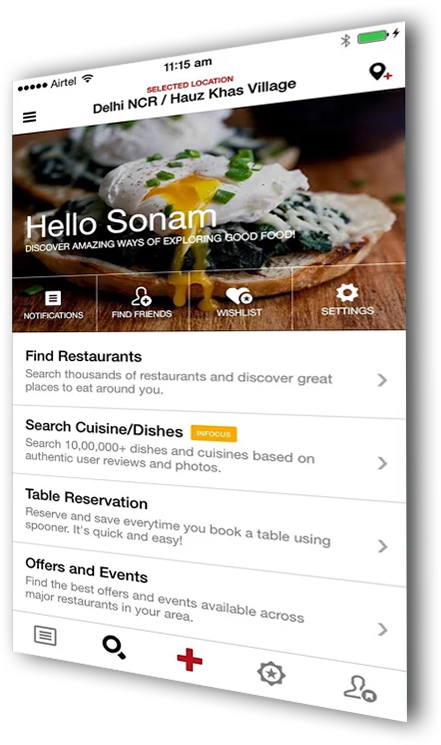 Airtel
11:15 am
SELECTED LOCATION
Delhi NCR / Hauz Khas Village
Hello Sonam
DISCOVER AMAZING WAYS OF EXPLORING GOOD FOOD!
NOTIFICATIONS
FIND FRIENDS
WISHLIST
SETTINGS
Find Restaurants
Search thousands of restaurants and discover great
places to eat around you.
Search Cuisine/Dishes INFOCUS
Search 10,00,000+ dishes and cuisines based on
authentic user reviews and photos.
Table Reservation
Reserve and save everytime you book a table using
spooner. It's quick and easy!
Offers and Events
Find the best offers and events available across
major restaurants in your area.